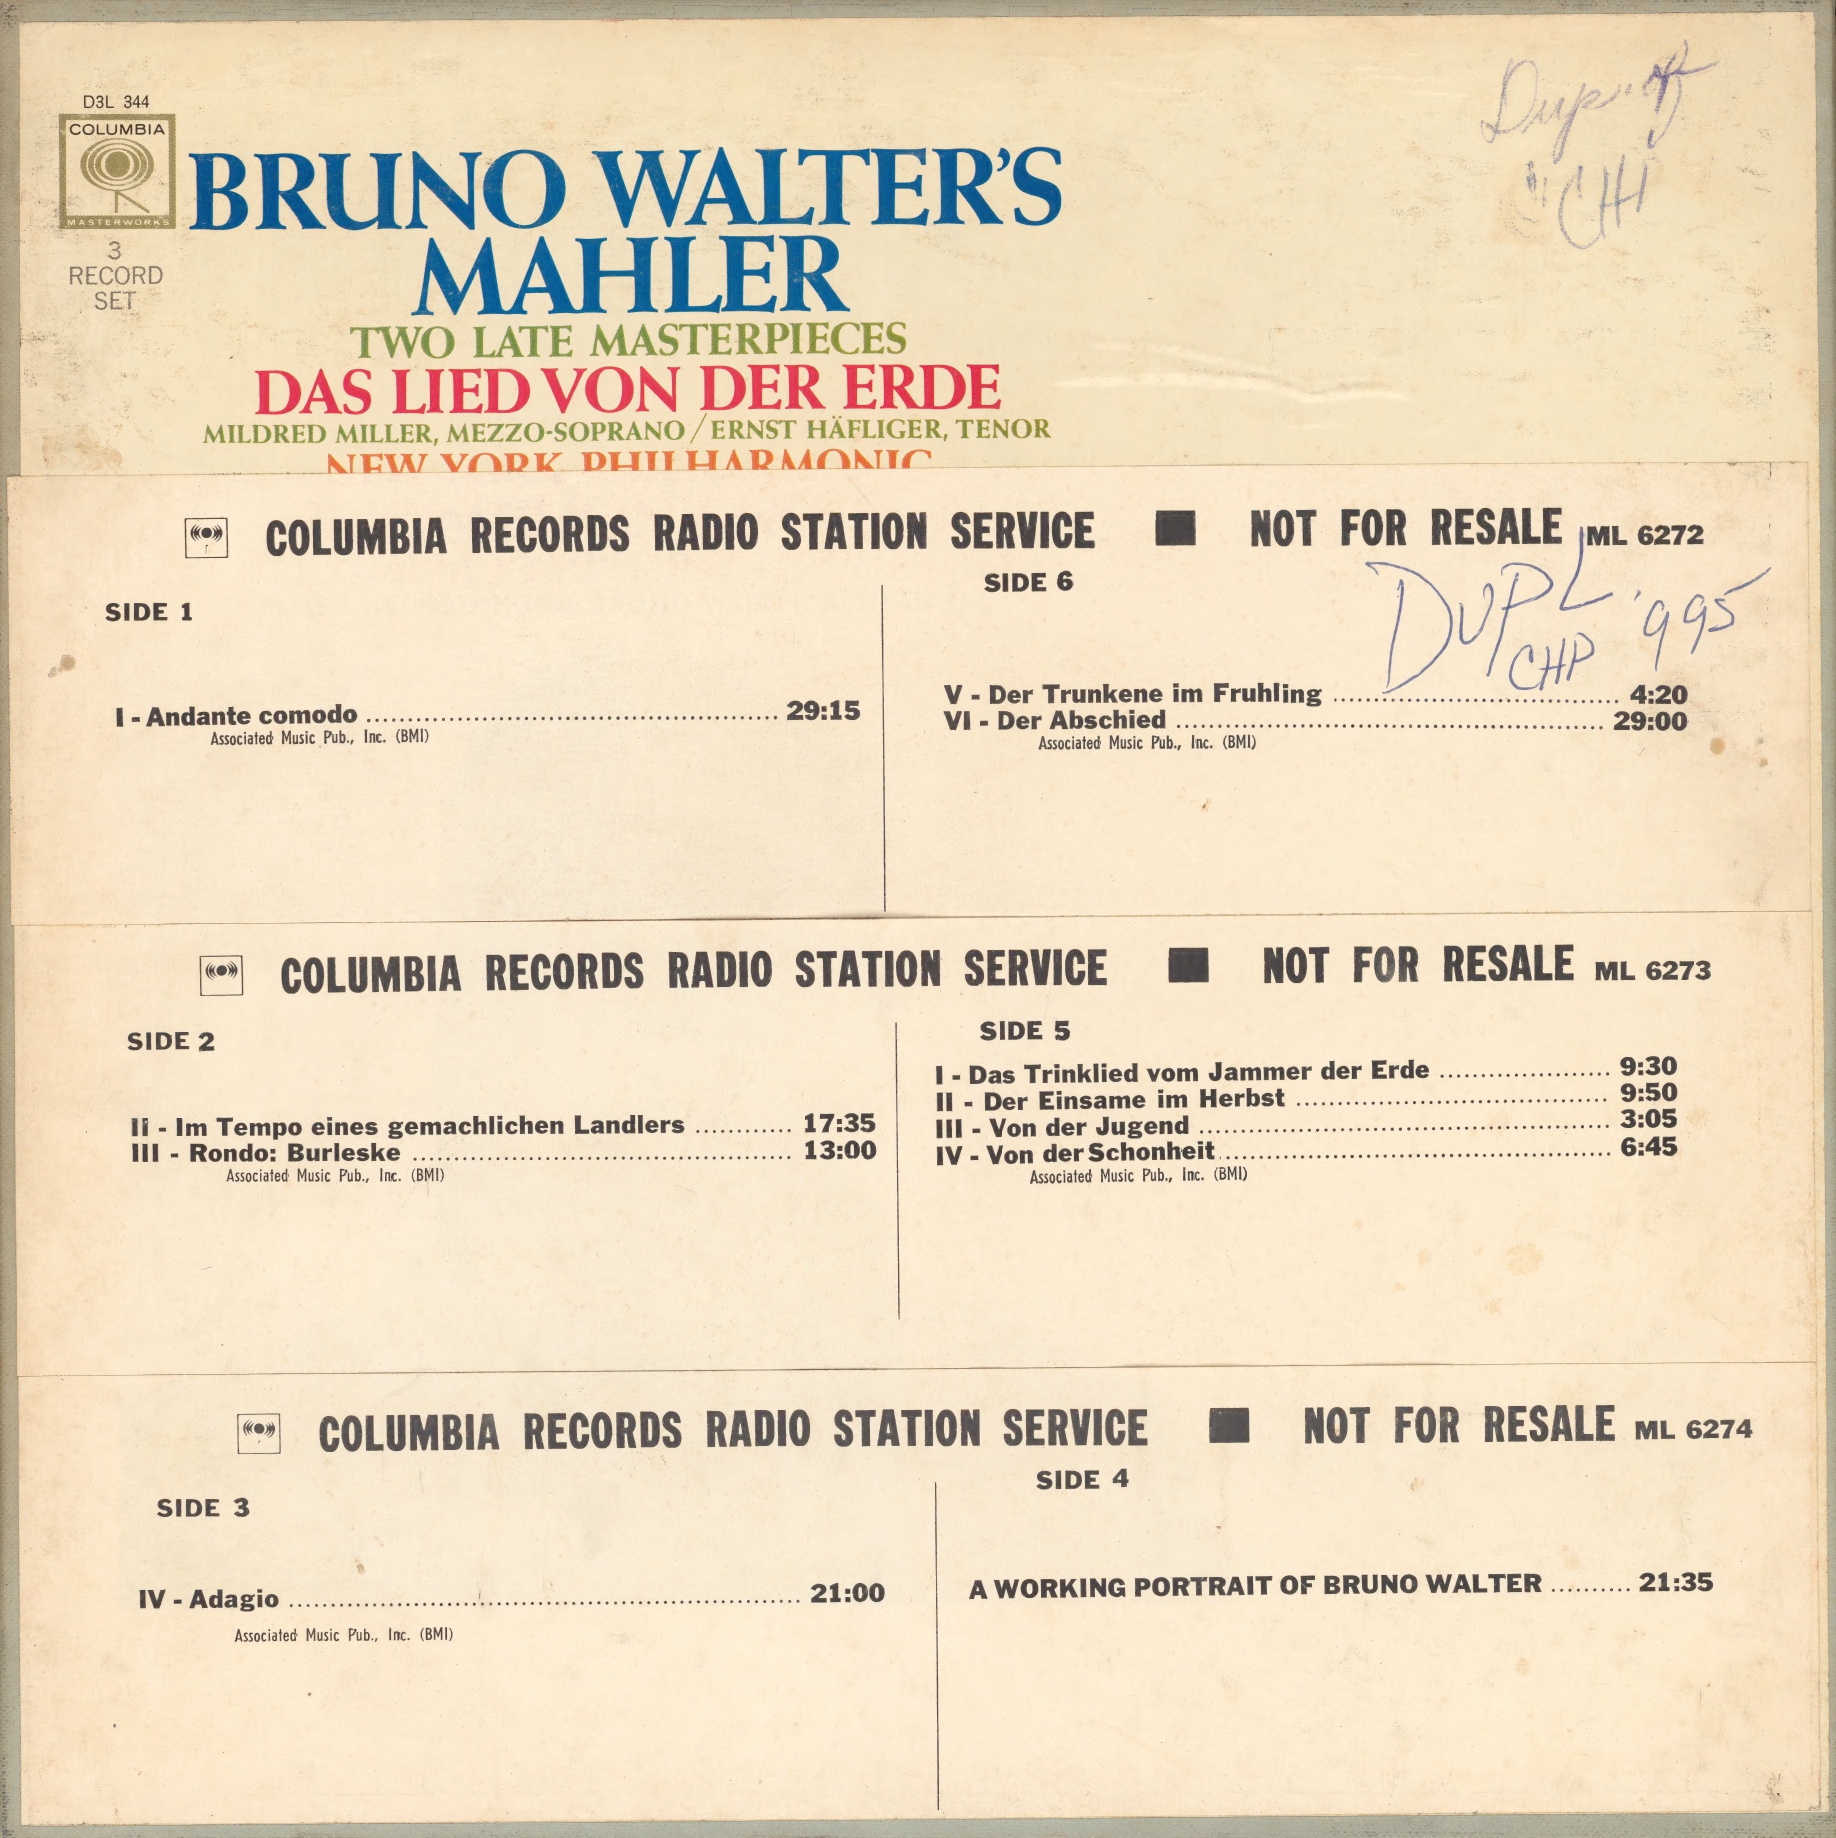 D3L 344
COLUMBIA
MASTERWORKS
3
RECORD
SET
BRUNO WALTER'S
MAHLER
TWO LATE MASTERPIECES
DAS LIED VON DER ERDE
MILDRED MILLER, MEZZO-SOPRANO/ERNST HÄFLIGER, TENOR
NEW YORK PHILHARMONIC
COLUMBIA RECORDS RADIO STATION SERVICE ■ NOT FOR RESALE ML 6272
DUPL. '995
CHP
SIDE 1
I - Andante comodo ........ 29:15
Associated Music Pub., Inc. (BMI)
SIDE 6
V - Der Trunkene im Fruhling ........ 4:20
VI - Der Abschied ........ 29:00
Associated Music Pub., Inc. (BMI)
COLUMBIA RECORDS RADIO STATION SERVICE ■ NOT FOR RESALE ML 6273
SIDE 2
II - Im Tempo eines gemachlichen Landlers ........ 17:35
III - Rondo: Burleske ........ 13:00
Associated Music Pub., Inc. (BMI)
SIDE 5
I - Das Trinklied vom Jammer der Erde ........ 9:30
II - Der Einsame im Herbst ........ 9:50
III - Von der Jugend ........ 3:05
IV - Von der Schonheit ........ 6:45
Associated Music Pub., Inc. (BMI)
COLUMBIA RECORDS RADIO STATION SERVICE ■ NOT FOR RESALE ML 6274
SIDE 3
IV - Adagio ........ 21:00
Associated Music Pub., Inc. (BMI)
SIDE 4
A WORKING PORTRAIT OF BRUNO WALTER ........ 21:35